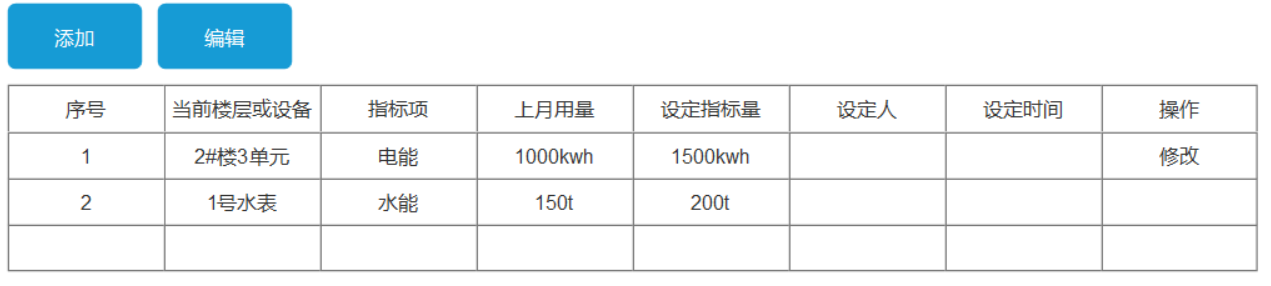 添加 编辑
序号 当前楼层或设备 指标项 上月用量 设定指标量 设定人 设定时间 操作
1 2#楼3单元 电能 1000kwh 1500kwh 修改
2 1号水表 水能 150t 200t